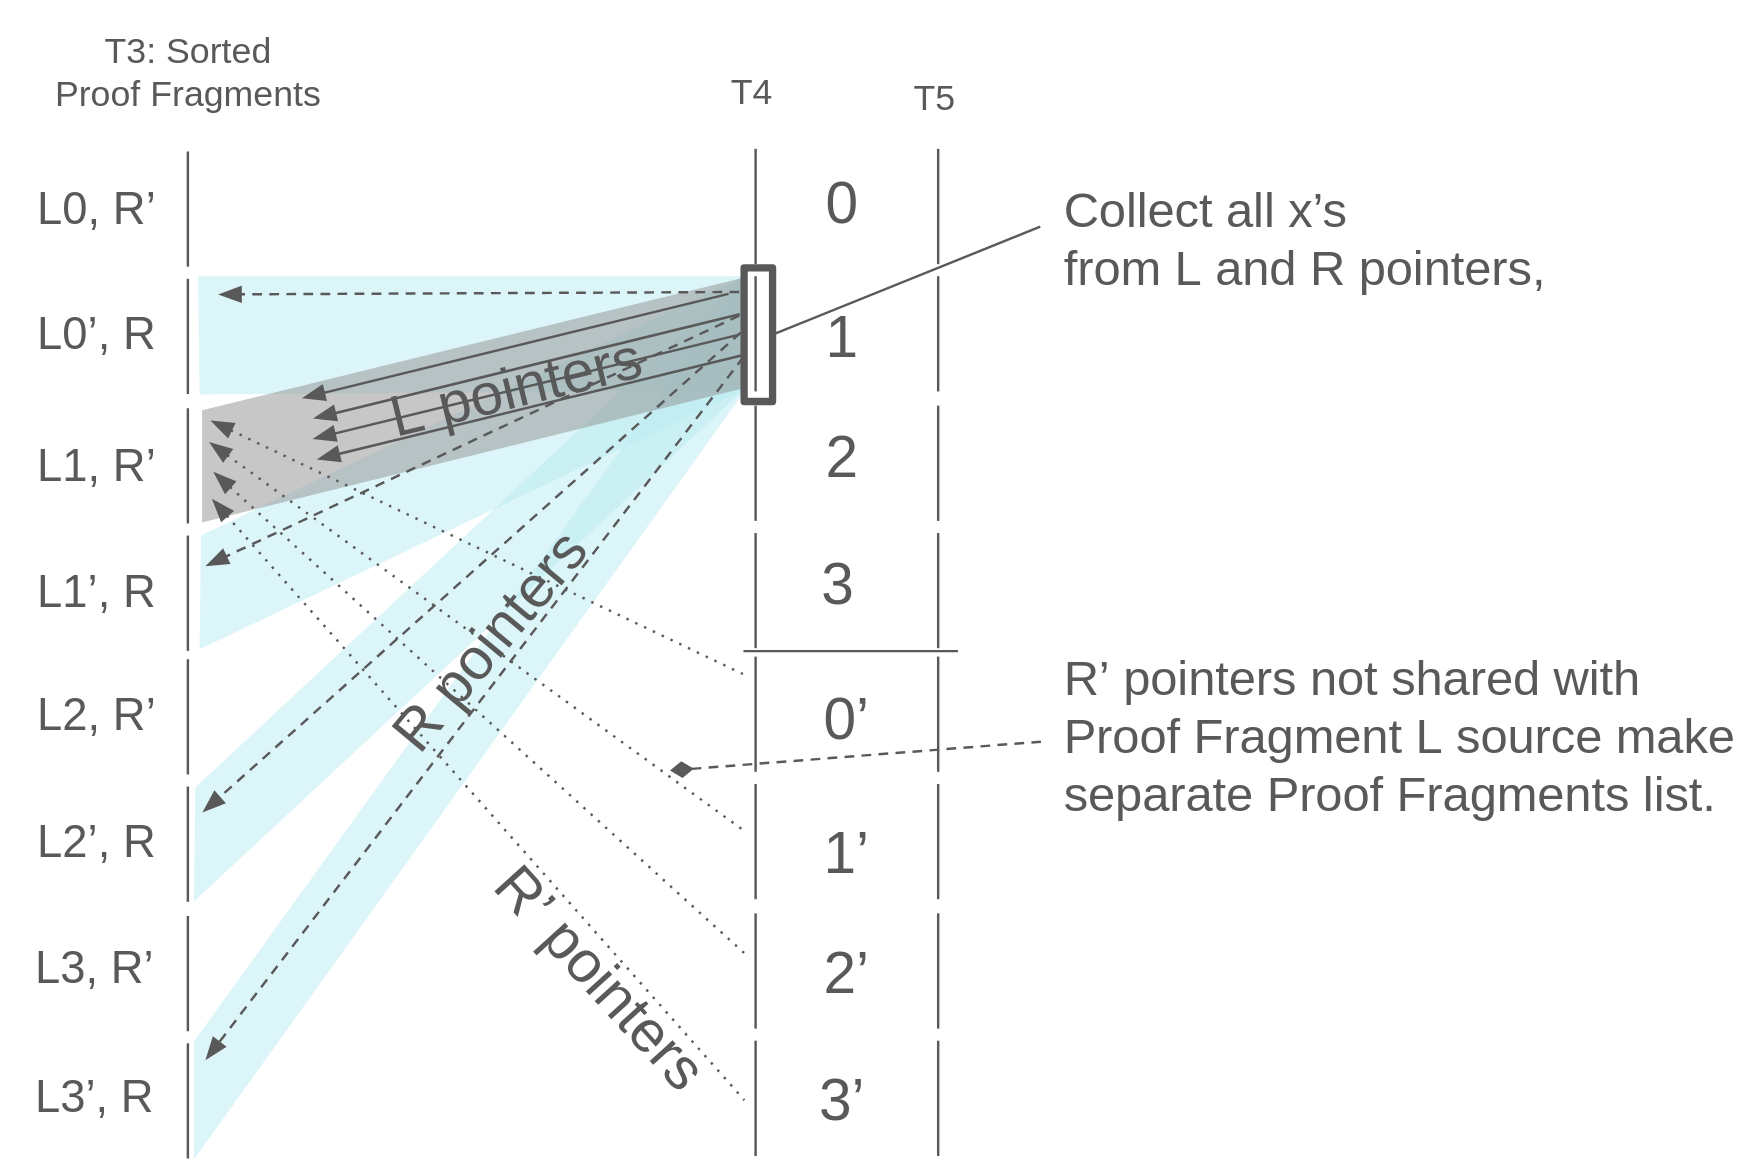 T3: Sorted
Proof Fragments
T4
T5
L0, R’
L0’, R
L1, R’
L1’, R
L2, R’
L2’, R
L3, R’
L3’, R
L pointers
R pointers
R’ pointers
0
1
2
3
0’
1’
2’
3’
Collect all x’s
from L and R pointers,
R’ pointers not shared with
Proof Fragment L source make
separate Proof Fragments list.